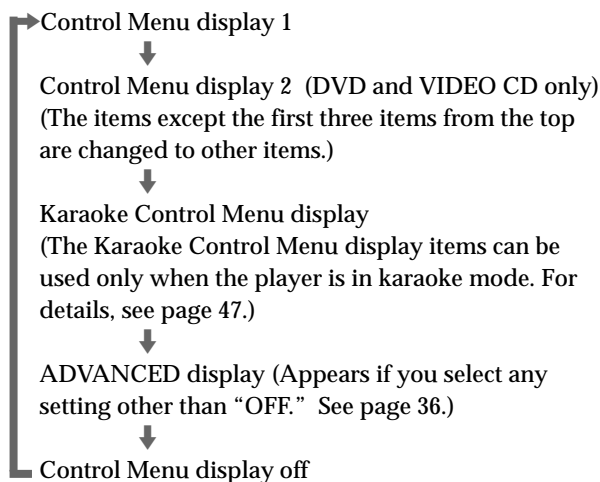 Control Menu display 1
Control Menu display 2 (DVD and VIDEO CD only)
(The items except the first three items from the top
are changed to other items.)
Karaoke Control Menu display
(The Karaoke Control Menu display items can be
used only when the player is in karaoke mode. For
details, see page 47.)
ADVANCED display (Appears if you select any
setting other than “OFF.” See page 36.)
Control Menu display off